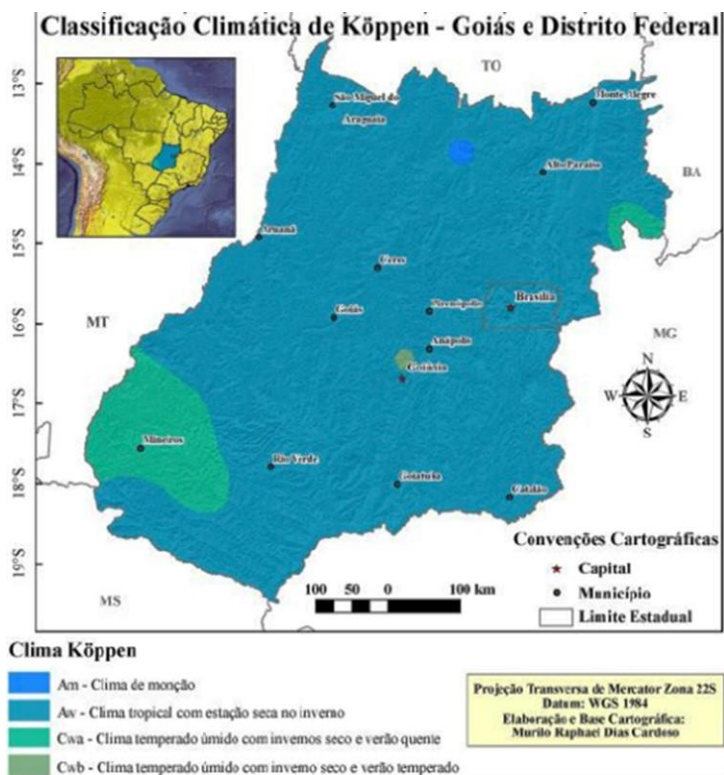 Classificação Climática de Köppen - Goiás e Distrito Federal
TO
13°S
São Miguel do
Araguaia
Monte Alegre
14°S
Alto Paraíso
BA
Aruanã
15°S
Ceres
Goiás
Pirenópolis
Brasília
16°S
MT
MG
Anápolis
Goiânia
N
W
E
S
17°S
Mineiros
Rio Verde
18°S
Goiatuba
Catalão
19°S
Convenções Cartográficas
Capital
Município
Limite Estadual
100 50 0 100 km
MS
Clima Köppen
Am - Clima de monção
Aw - Clima tropical com estação seca no inverno
Cwa - Clima temperado úmido com invernos seco e verão quente
Cwb - Clima temperado úmido com inverno seco e verão temperado
Projeção Transversa de Mercator Zona 22S
Datum: WGS 1984
Elaboração e Base Cartográfica:
Murilo Raphael Dias Cardoso